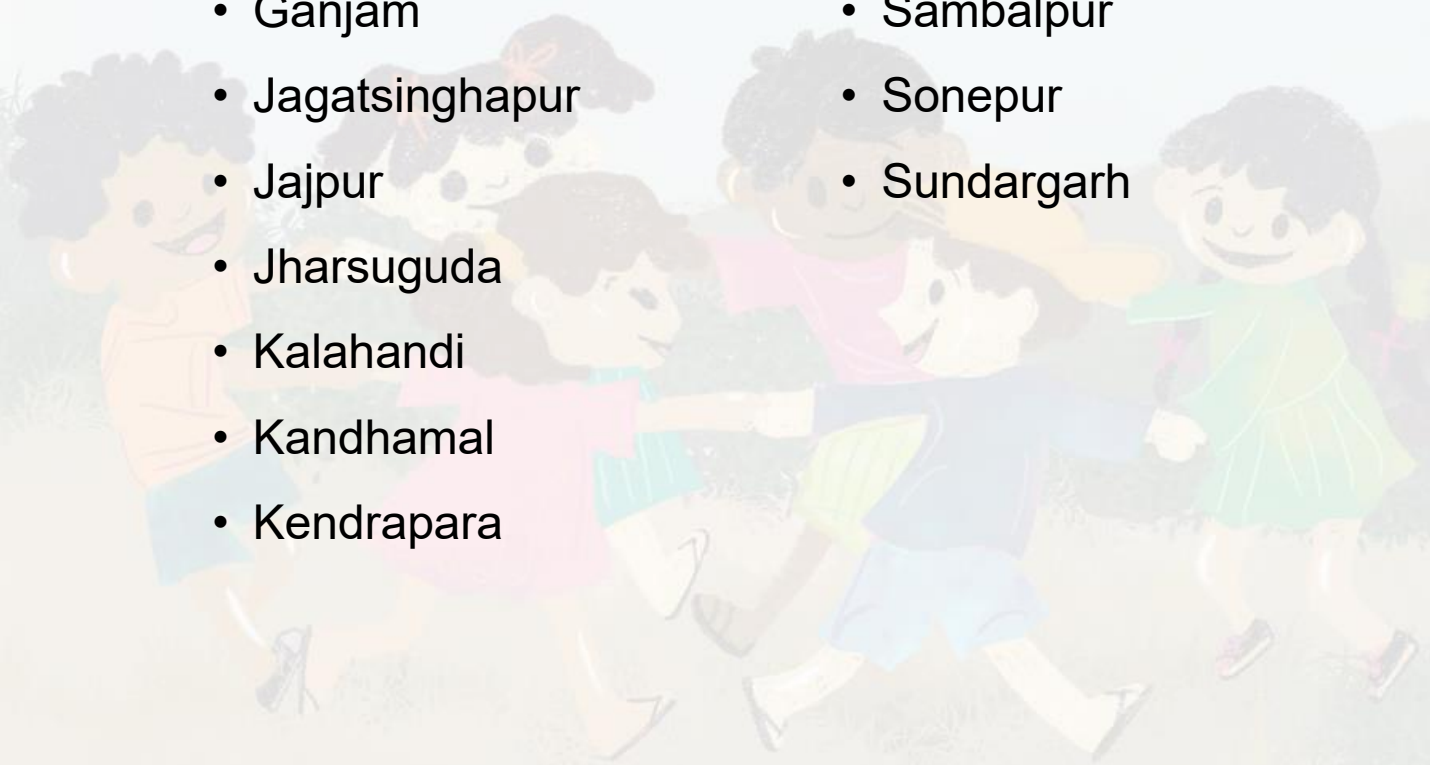 • Ganjam
• Jagatsinghapur
• Jajpur
• Jharsuguda
• Kalahandi
• Kandhamal
• Kendrapara
• Sambalpur
• Sonepur
• Sundargarh